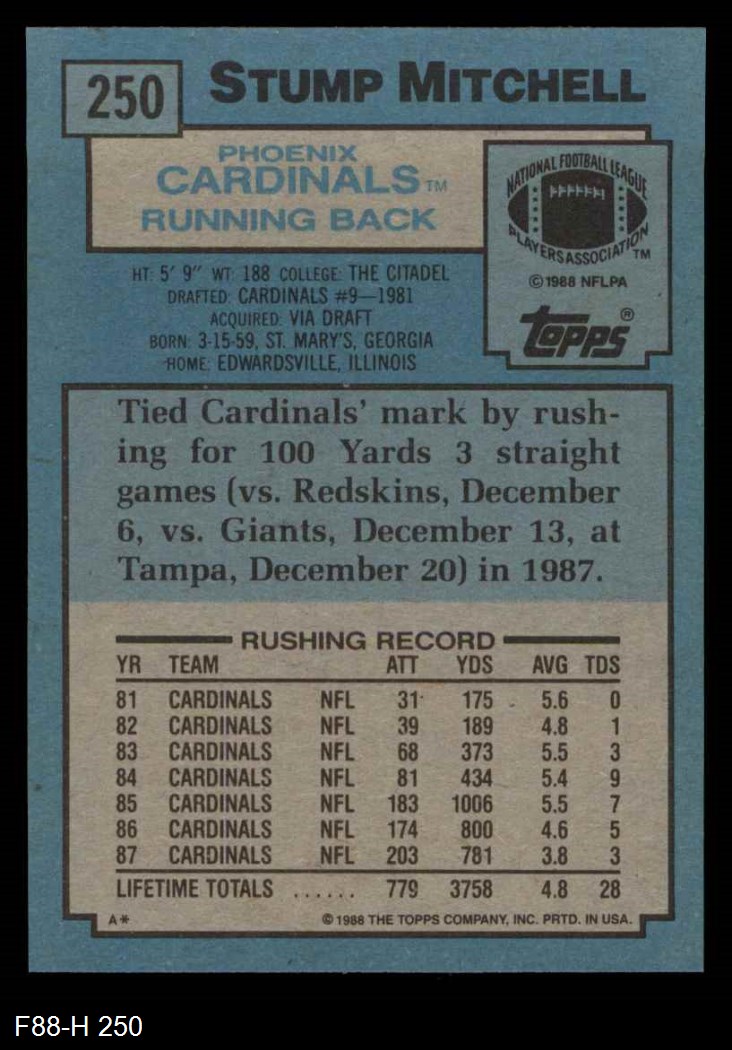 250
STUMP MITCHELL
PHOENIX
CARDINALS™
RUNNING BACK
NATIONAL FOOTBALL LEAGUE
PLAYERS ASSOCIATION™
©1988 NFLPA
topps®
HT: 5' 9" WT: 188 COLLEGE: THE CITADEL
DRAFTED: CARDINALS #9—1981
ACQUIRED: VIA DRAFT
BORN: 3-15-59, ST. MARY'S, GEORGIA
HOME: EDWARDSVILLE, ILLINOIS
Tied Cardinals' mark by rush-
ing for 100 Yards 3 straight
games (vs. Redskins, December
6, vs. Giants, December 13, at
Tampa, December 20) in 1987.
RUSHING RECORD
YR TEAM ATT YDS AVG TDS
81 CARDINALS NFL 31 175 5.6 0
82 CARDINALS NFL 39 189 4.8 1
83 CARDINALS NFL 68 373 5.5 3
84 CARDINALS NFL 81 434 5.4 9
85 CARDINALS NFL 183 1006 5.5 7
86 CARDINALS NFL 174 800 4.6 5
87 CARDINALS NFL 203 781 3.8 3
LIFETIME TOTALS ...... 779 3758 4.8 28
A* ©1988 THE TOPPS COMPANY, INC. PRTD. IN USA.
F88-H 250